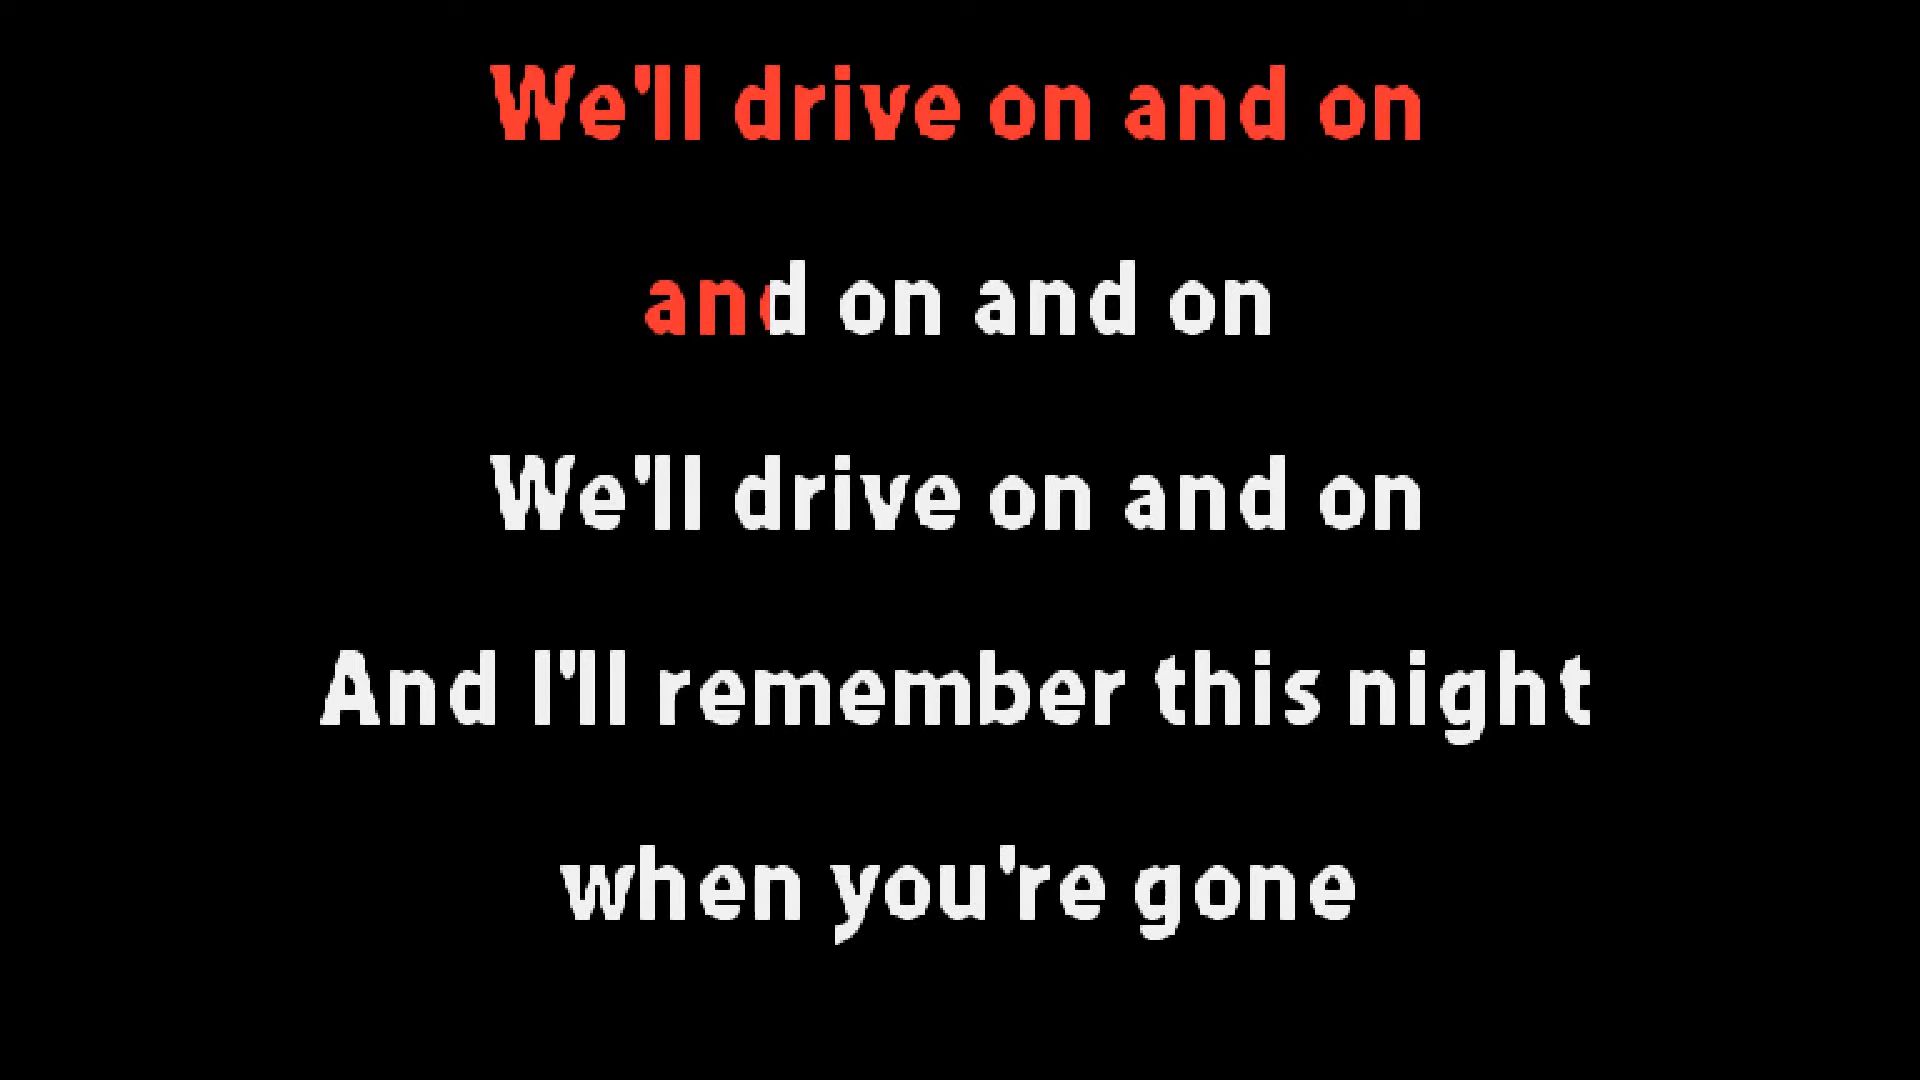 We'll drive on and on
and on and on
We'll drive on and on
And I'll remember this night
when you're gone